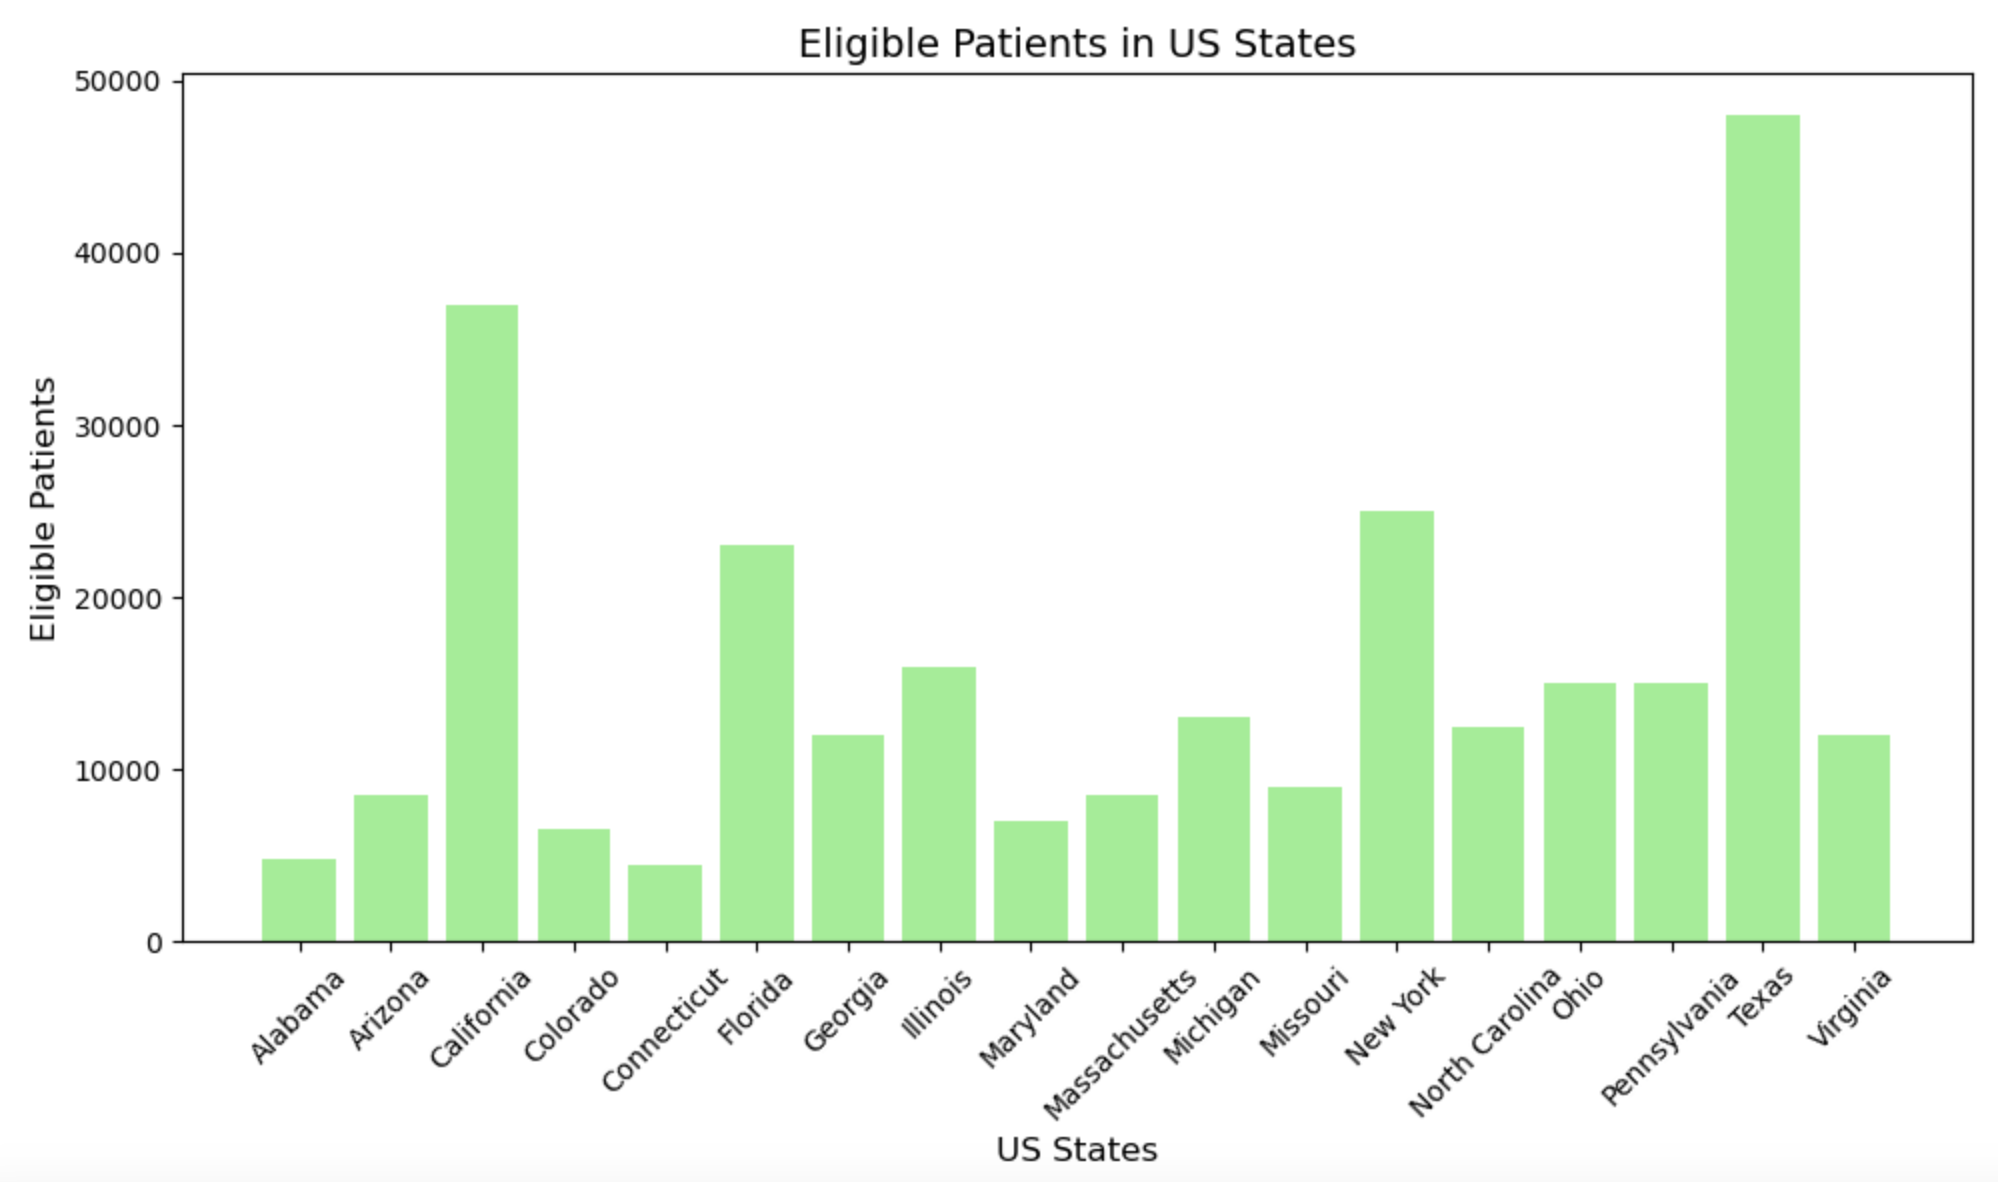 Eligible Patients in US States
Eligible Patients
50000
40000
30000
20000
10000
0
Alabama
Arizona
California
Colorado
Connecticut
Florida
Georgia
Illinois
Maryland
Massachusetts
Michigan
Missouri
New York
North Carolina
Ohio
Pennsylvania
Texas
Virginia
US States